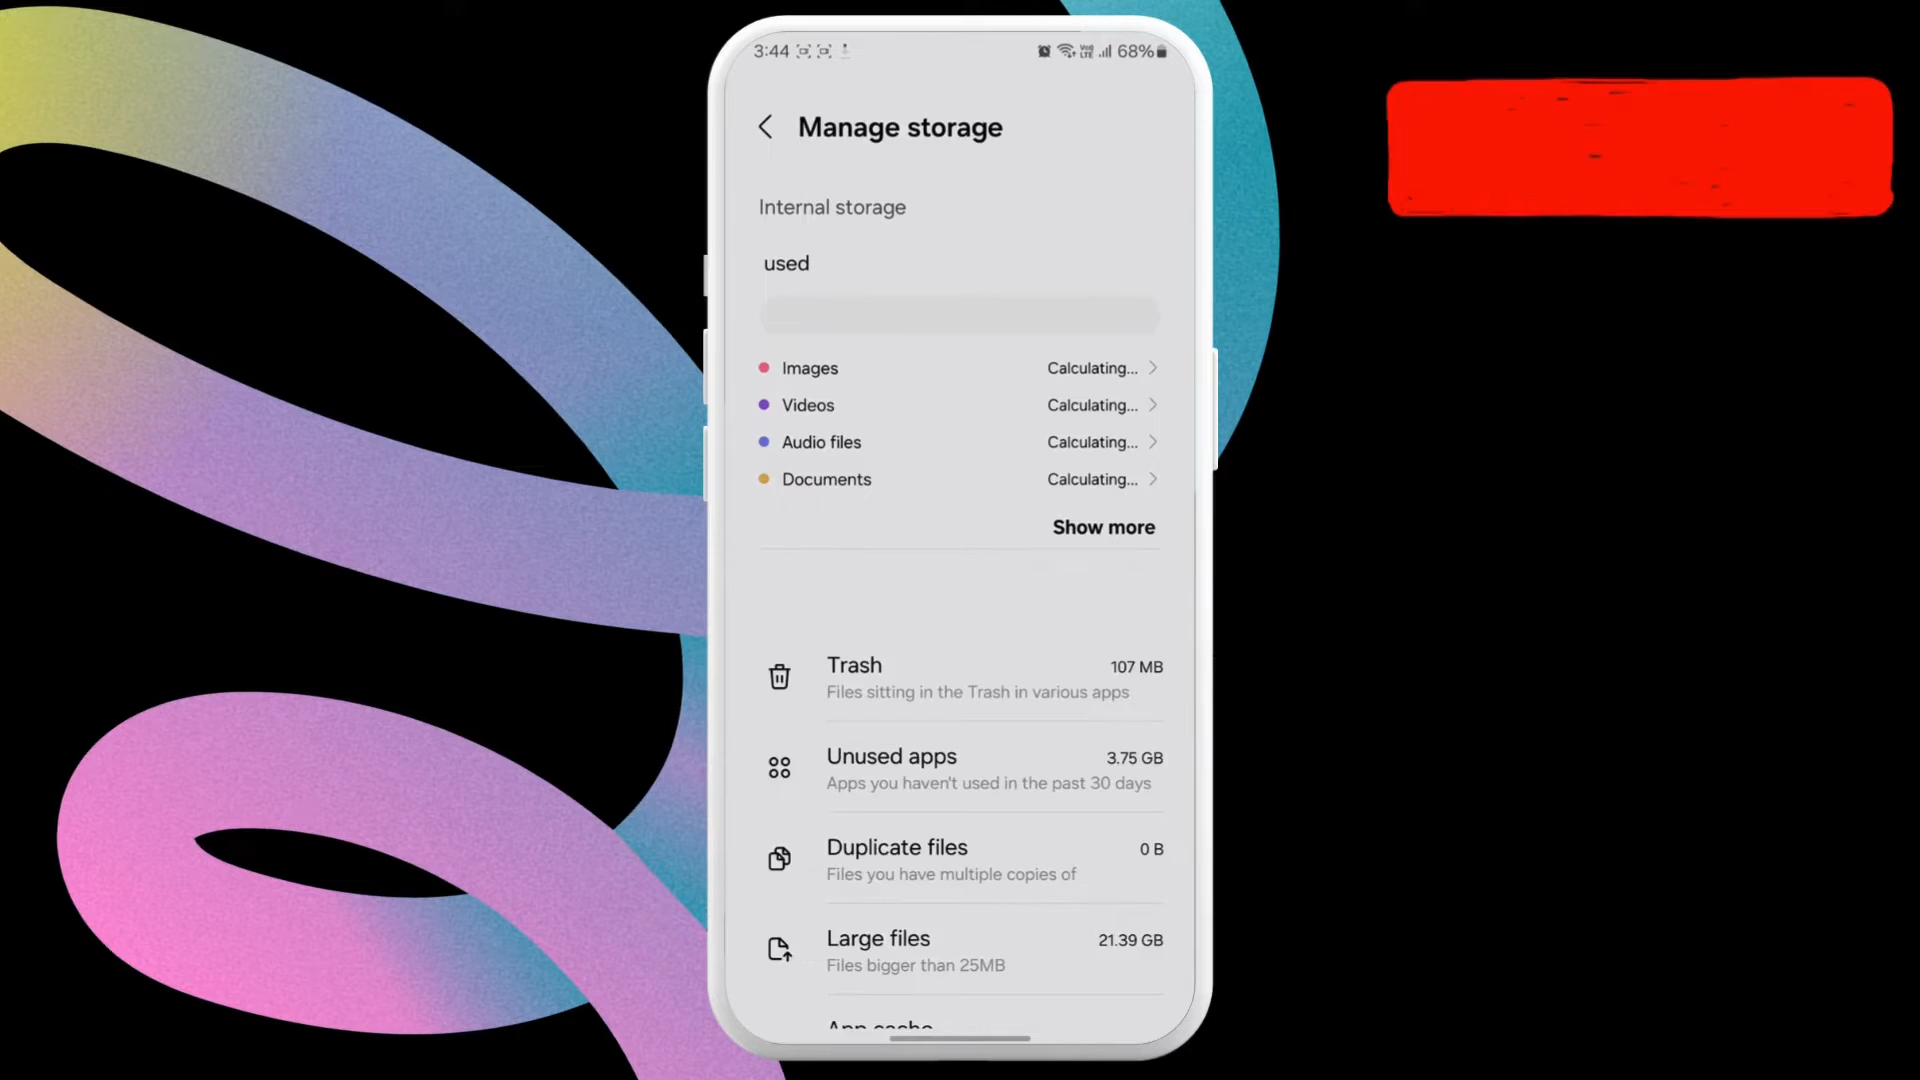 3:44
68%
Manage storage
Internal storage
used
Images Calculating...
Videos Calculating...
Audio files Calculating...
Documents Calculating...
Show more
Trash 107 MB
Files sitting in the Trash in various apps
Unused apps 3.75 GB
Apps you haven't used in the past 30 days
Duplicate files 0 B
Files you have multiple copies of
Large files 21.39 GB
Files bigger than 25MB
App cache